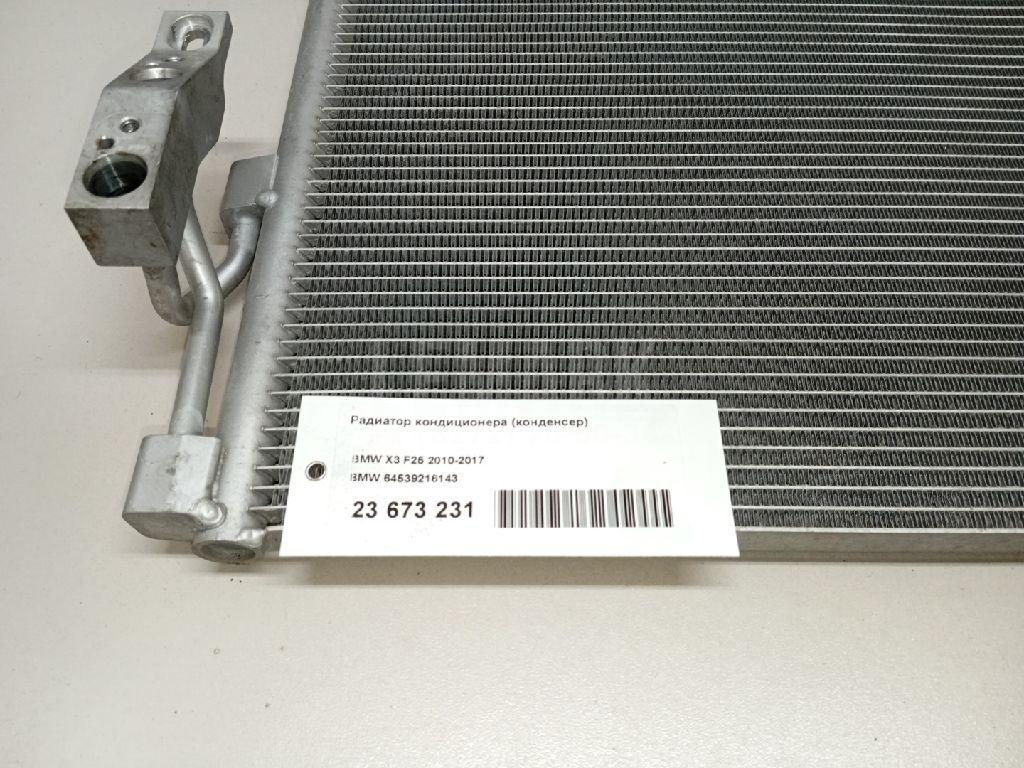 Радиатор кондиционера (конденсер)
BMW X3 F25 2010-2017
BMW 64539216143
23 673 231